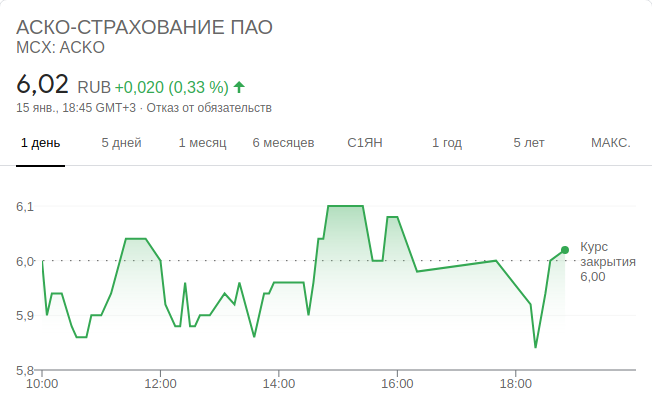 АСКО-СТРАХОВАНИЕ ПАО
MCX: ACKO
6,02 RUB +0,020 (0,33 %)
15 янв., 18:45 GMT+3 · Отказ от обязательств
1 день 5 дней 1 месяц 6 месяцев С1ЯН 1 год 5 лет МАКС.
6,1
6,0
5,9
5,8
Курс
закрытия
6,00
10:00 12:00 14:00 16:00 18:00